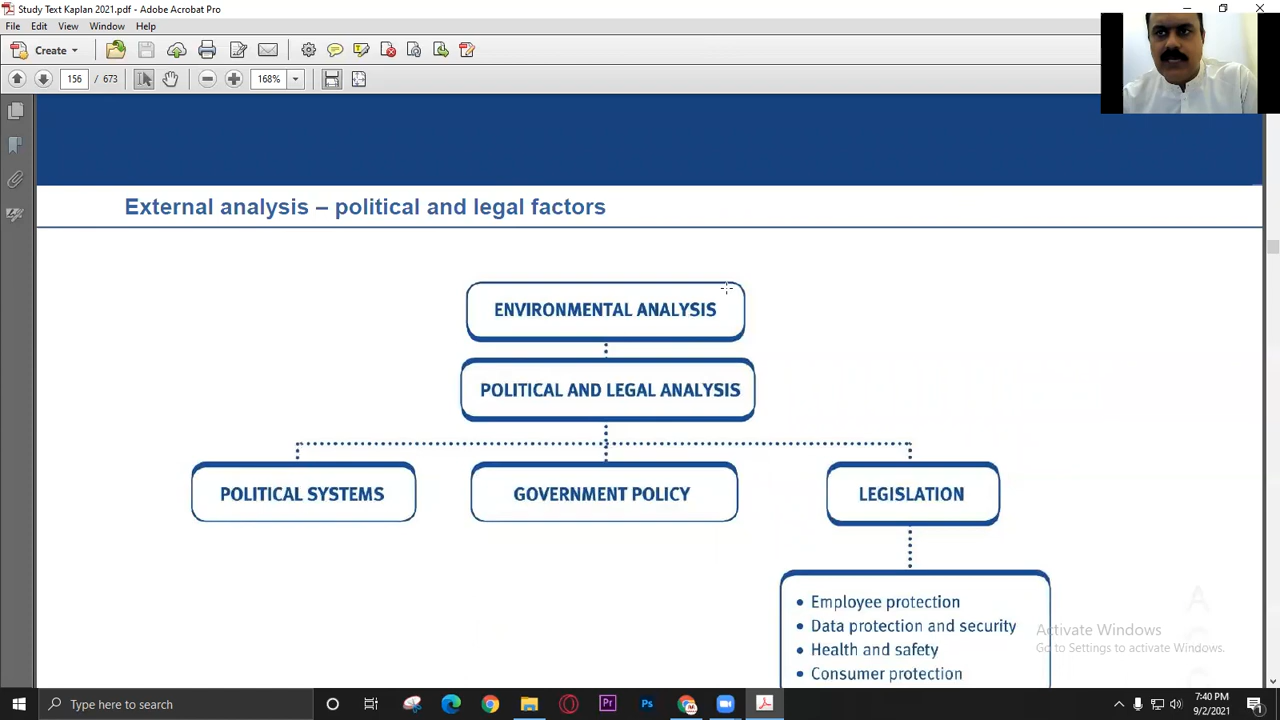 Study Text Kaplan 2021.pdf - Adobe Acrobat Pro
File Edit View Window Help
Create
156 / 673 168%
External analysis – political and legal factors
ENVIRONMENTAL ANALYSIS
POLITICAL AND LEGAL ANALYSIS
POLITICAL SYSTEMS GOVERNMENT POLICY LEGISLATION
• Employee protection
• Data protection and security
• Health and safety
• Consumer protection
Activate Windows
Go to Settings to activate Windows.
Type here to search
Pr Ps M
7:40 PM
9/2/2021
1